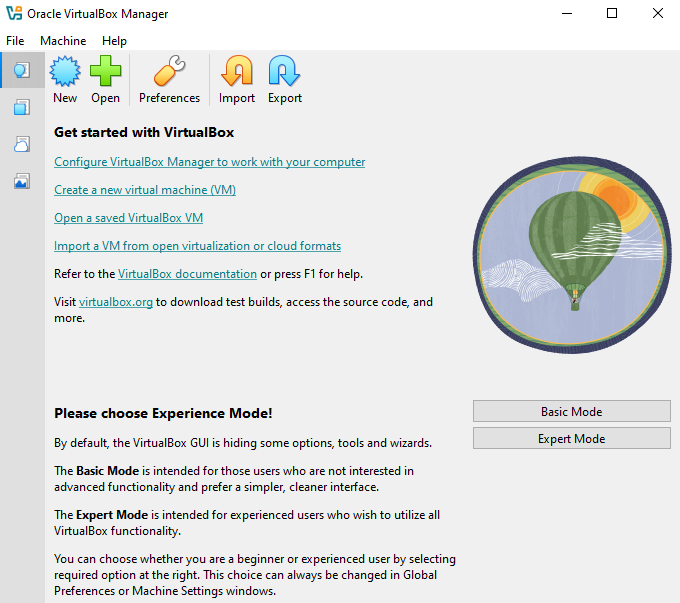 Oracle VirtualBox Manager
File Machine Help
New Open Preferences Import Export
Get started with VirtualBox
Configure VirtualBox Manager to work with your computer
Create a new virtual machine (VM)
Open a saved VirtualBox VM
Import a VM from open virtualization or cloud formats
Refer to the VirtualBox documentation or press F1 for help.
Visit virtualbox.org to download test builds, access the source code, and
more.
Please choose Experience Mode!
By default, the VirtualBox GUI is hiding some options, tools and wizards.
The Basic Mode is intended for those users who are not interested in
advanced functionality and prefer a simpler, cleaner interface.
The Expert Mode is intended for experienced users who wish to utilize all
VirtualBox functionality.
You can choose whether you are a beginner or experienced user by selecting
required option at the right. This choice can always be changed in Global
Preferences or Machine Settings windows.
Basic Mode
Expert Mode